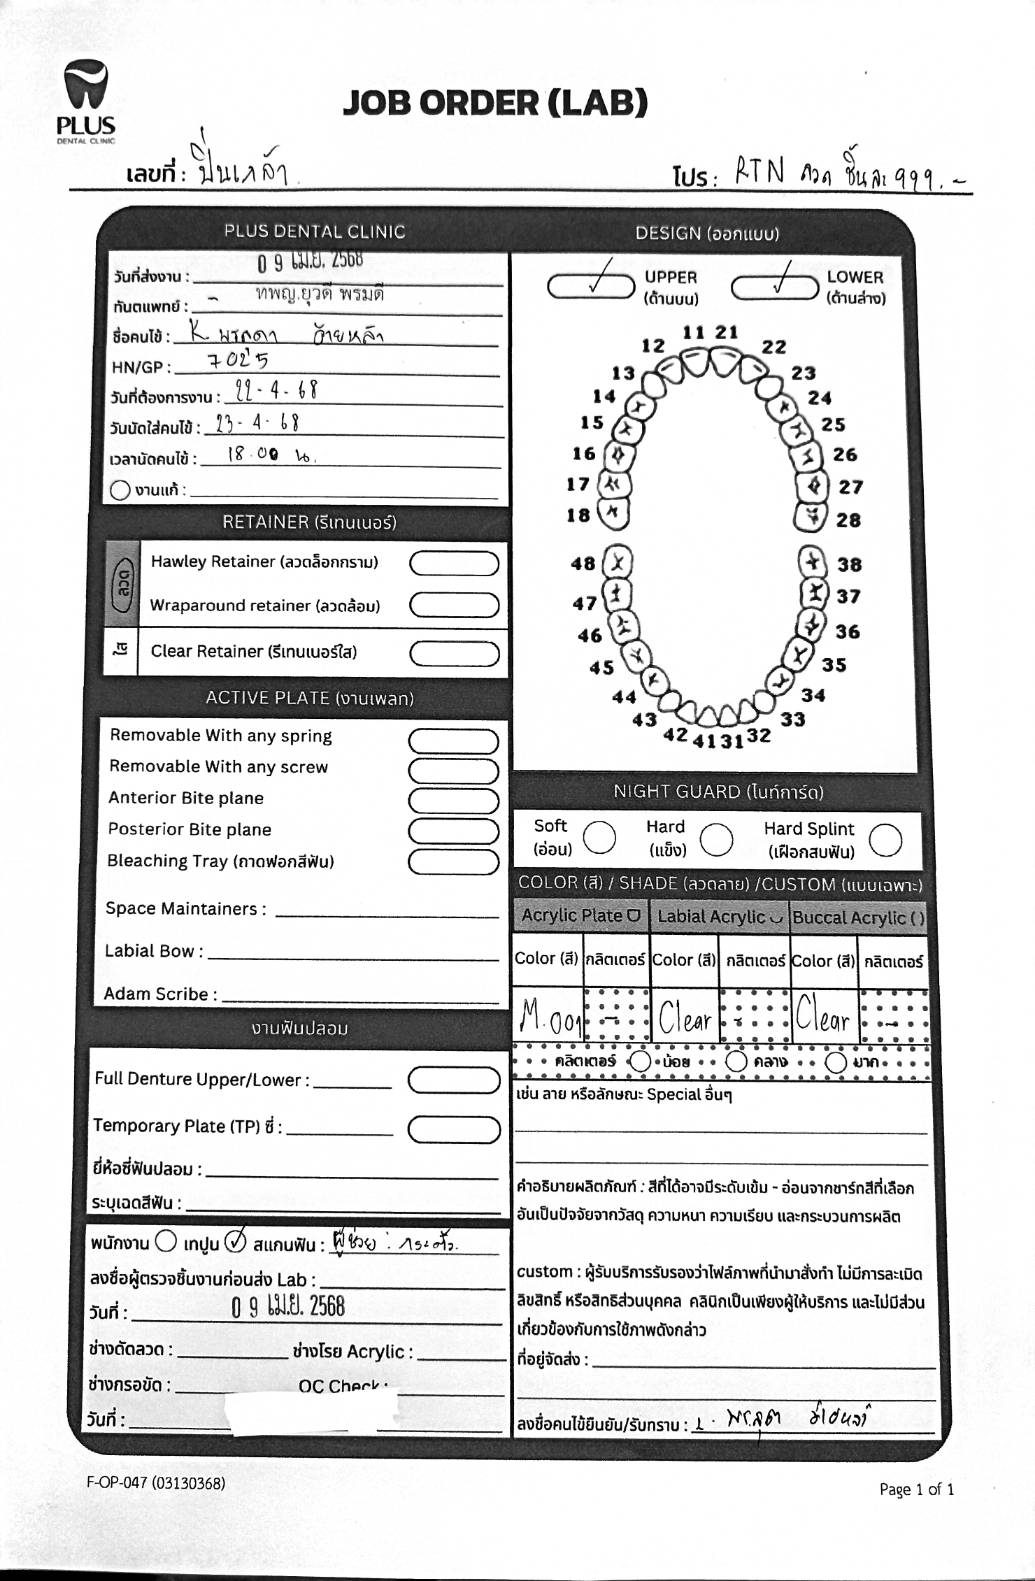 PLUS
DENTAL CLINIC
JOB ORDER (LAB)
เลขที่ : ปิ่นเกล้า
โปร : RTN ลวด ชิ้นละ 999.-
PLUS DENTAL CLINIC
วันที่ส่งงาน : 09 เม.ย. 2568
ทันตแพทย์ : - ทพญ.ยุวดี พรมดี
ชื่อคนไข้ : K
HN/GP : 7025
วันที่ต้องการงาน : 22-4-68
วันนัดใส่คนไข้ : 23-4-68
เวลานัดคนไข้ : 18.00 น.
งานแก้ :
RETAINER (รีเทนเนอร์)
ลวด
Hawley Retainer (ลวดล็อกกราม)
Wraparound retainer (ลวดล้อม)
ใส
Clear Retainer (รีเทนเนอร์ใส)
ACTIVE PLATE (งานเพลท)
Removable With any spring
Removable With any screw
Anterior Bite plane
Posterior Bite plane
Bleaching Tray (ถาดฟอกสีฟัน)
Space Maintainers :
Labial Bow :
Adam Scribe :
งานฟันปลอม
Full Denture Upper/Lower :
Temporary Plate (TP) ซี่ :
ยี่ห้อซี่ฟันปลอม :
ระบุเฉดสีฟัน :
พนักงาน เทปูน สแกนฟัน : ผู้ช่วย :
ลงชื่อผู้ตรวจชิ้นงานก่อนส่ง Lab :
วันที่ : 09 เม.ย. 2568
ช่างดัดลวด : ช่างโรย Acrylic :
ช่างกรอขัด : OC Check :
วันที่ :
DESIGN (ออกแบบ)
UPPER
(ด้านบน)
LOWER
(ด้านล่าง)
11 21
12 22
13 23
14 24
15 25
16 26
17 27
18 28
48 38
47 37
46 36
45 35
44 34
43 33
42 41 31 32
NIGHT GUARD (ไนท์การ์ด)
Soft
(อ่อน)
Hard
(แข็ง)
Hard Splint
(เฝือกสบฟัน)
COLOR (สี) / SHADE (ลวดลาย) /CUSTOM (แบบเฉพาะ)
Acrylic Plate Labial Acrylic Buccal Acrylic ( )
Color (สี) กลิตเตอร์ Color (สี) กลิตเตอร์ Color (สี) กลิตเตอร์
M.001 - Clear - Clear -
คลิตเตอร์ น้อย คลาง มาก
เช่น ลาย หรือลักษณะ Special อื่นๆ
คำอธิบายผลิตภัณฑ์ : สีที่ได้อาจมีระดับเข้ม - อ่อนจากชาร์ทสีที่เลือก
อันเป็นปัจจัยจากวัสดุ ความหนา ความเรียบ และกระบวนการผลิต
custom : ผู้รับบริการรับรองว่าไฟล์ภาพที่นำมาสั่งทำ ไม่มีการละเมิด
ลิขสิทธิ์ หรือสิทธิส่วนบุคคล คลินิกเป็นเพียงผู้ให้บริการ และไม่มีส่วน
เกี่ยวข้องกับการใช้ภาพดังกล่าว
ที่อยู่จัดส่ง :
ลงชื่อคนไข้ยืนยัน/รับทราบ :
F-OP-047 (03130368)
Page 1 of 1